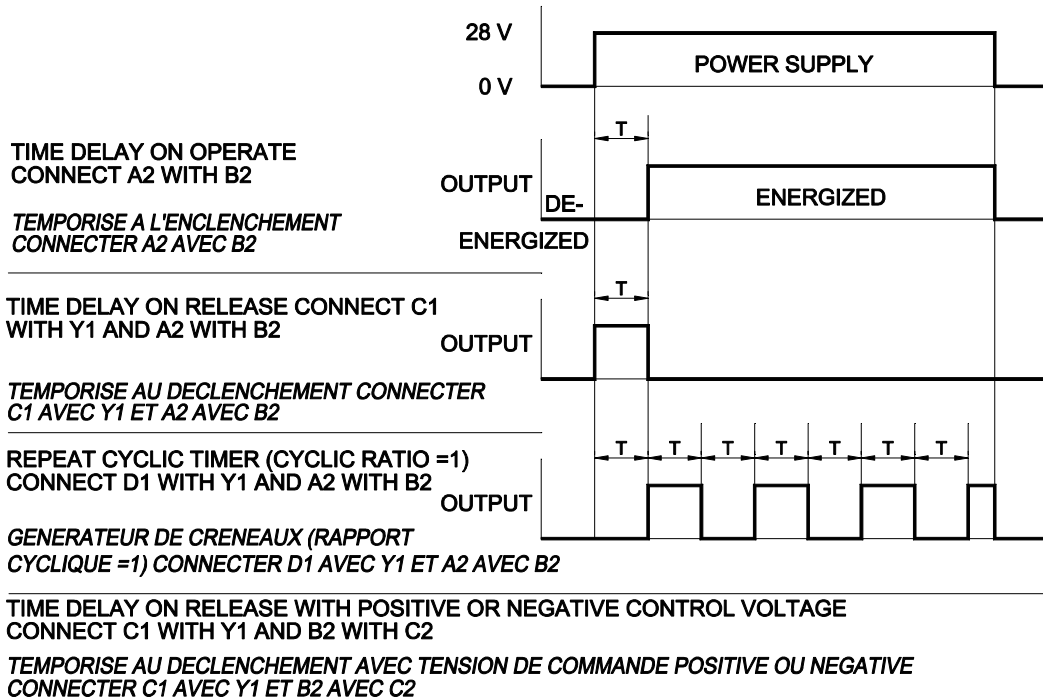 28 V
POWER SUPPLY
0 V
T
TIME DELAY ON OPERATE
CONNECT A2 WITH B2
OUTPUT
DE-
ENERGIZED
ENERGIZED
TEMPORISE A L'ENCLENCHEMENT
CONNECTER A2 AVEC B2
T
TIME DELAY ON RELEASE CONNECT C1
WITH Y1 AND A2 WITH B2
OUTPUT
TEMPORISE AU DECLENCHEMENT CONNECTER
C1 AVEC Y1 ET A2 AVEC B2
T T T T T T T
REPEAT CYCLIC TIMER (CYCLIC RATIO =1)
CONNECT D1 WITH Y1 AND A2 WITH B2
OUTPUT
GENERATEUR DE CRENEAUX (RAPPORT
CYCLIQUE =1) CONNECTER D1 AVEC Y1 ET A2 AVEC B2
TIME DELAY ON RELEASE WITH POSITIVE OR NEGATIVE CONTROL VOLTAGE
CONNECT C1 WITH Y1 AND B2 WITH C2
TEMPORISE AU DECLENCHEMENT AVEC TENSION DE COMMANDE POSITIVE OU NEGATIVE
CONNECTER C1 AVEC Y1 ET B2 AVEC C2